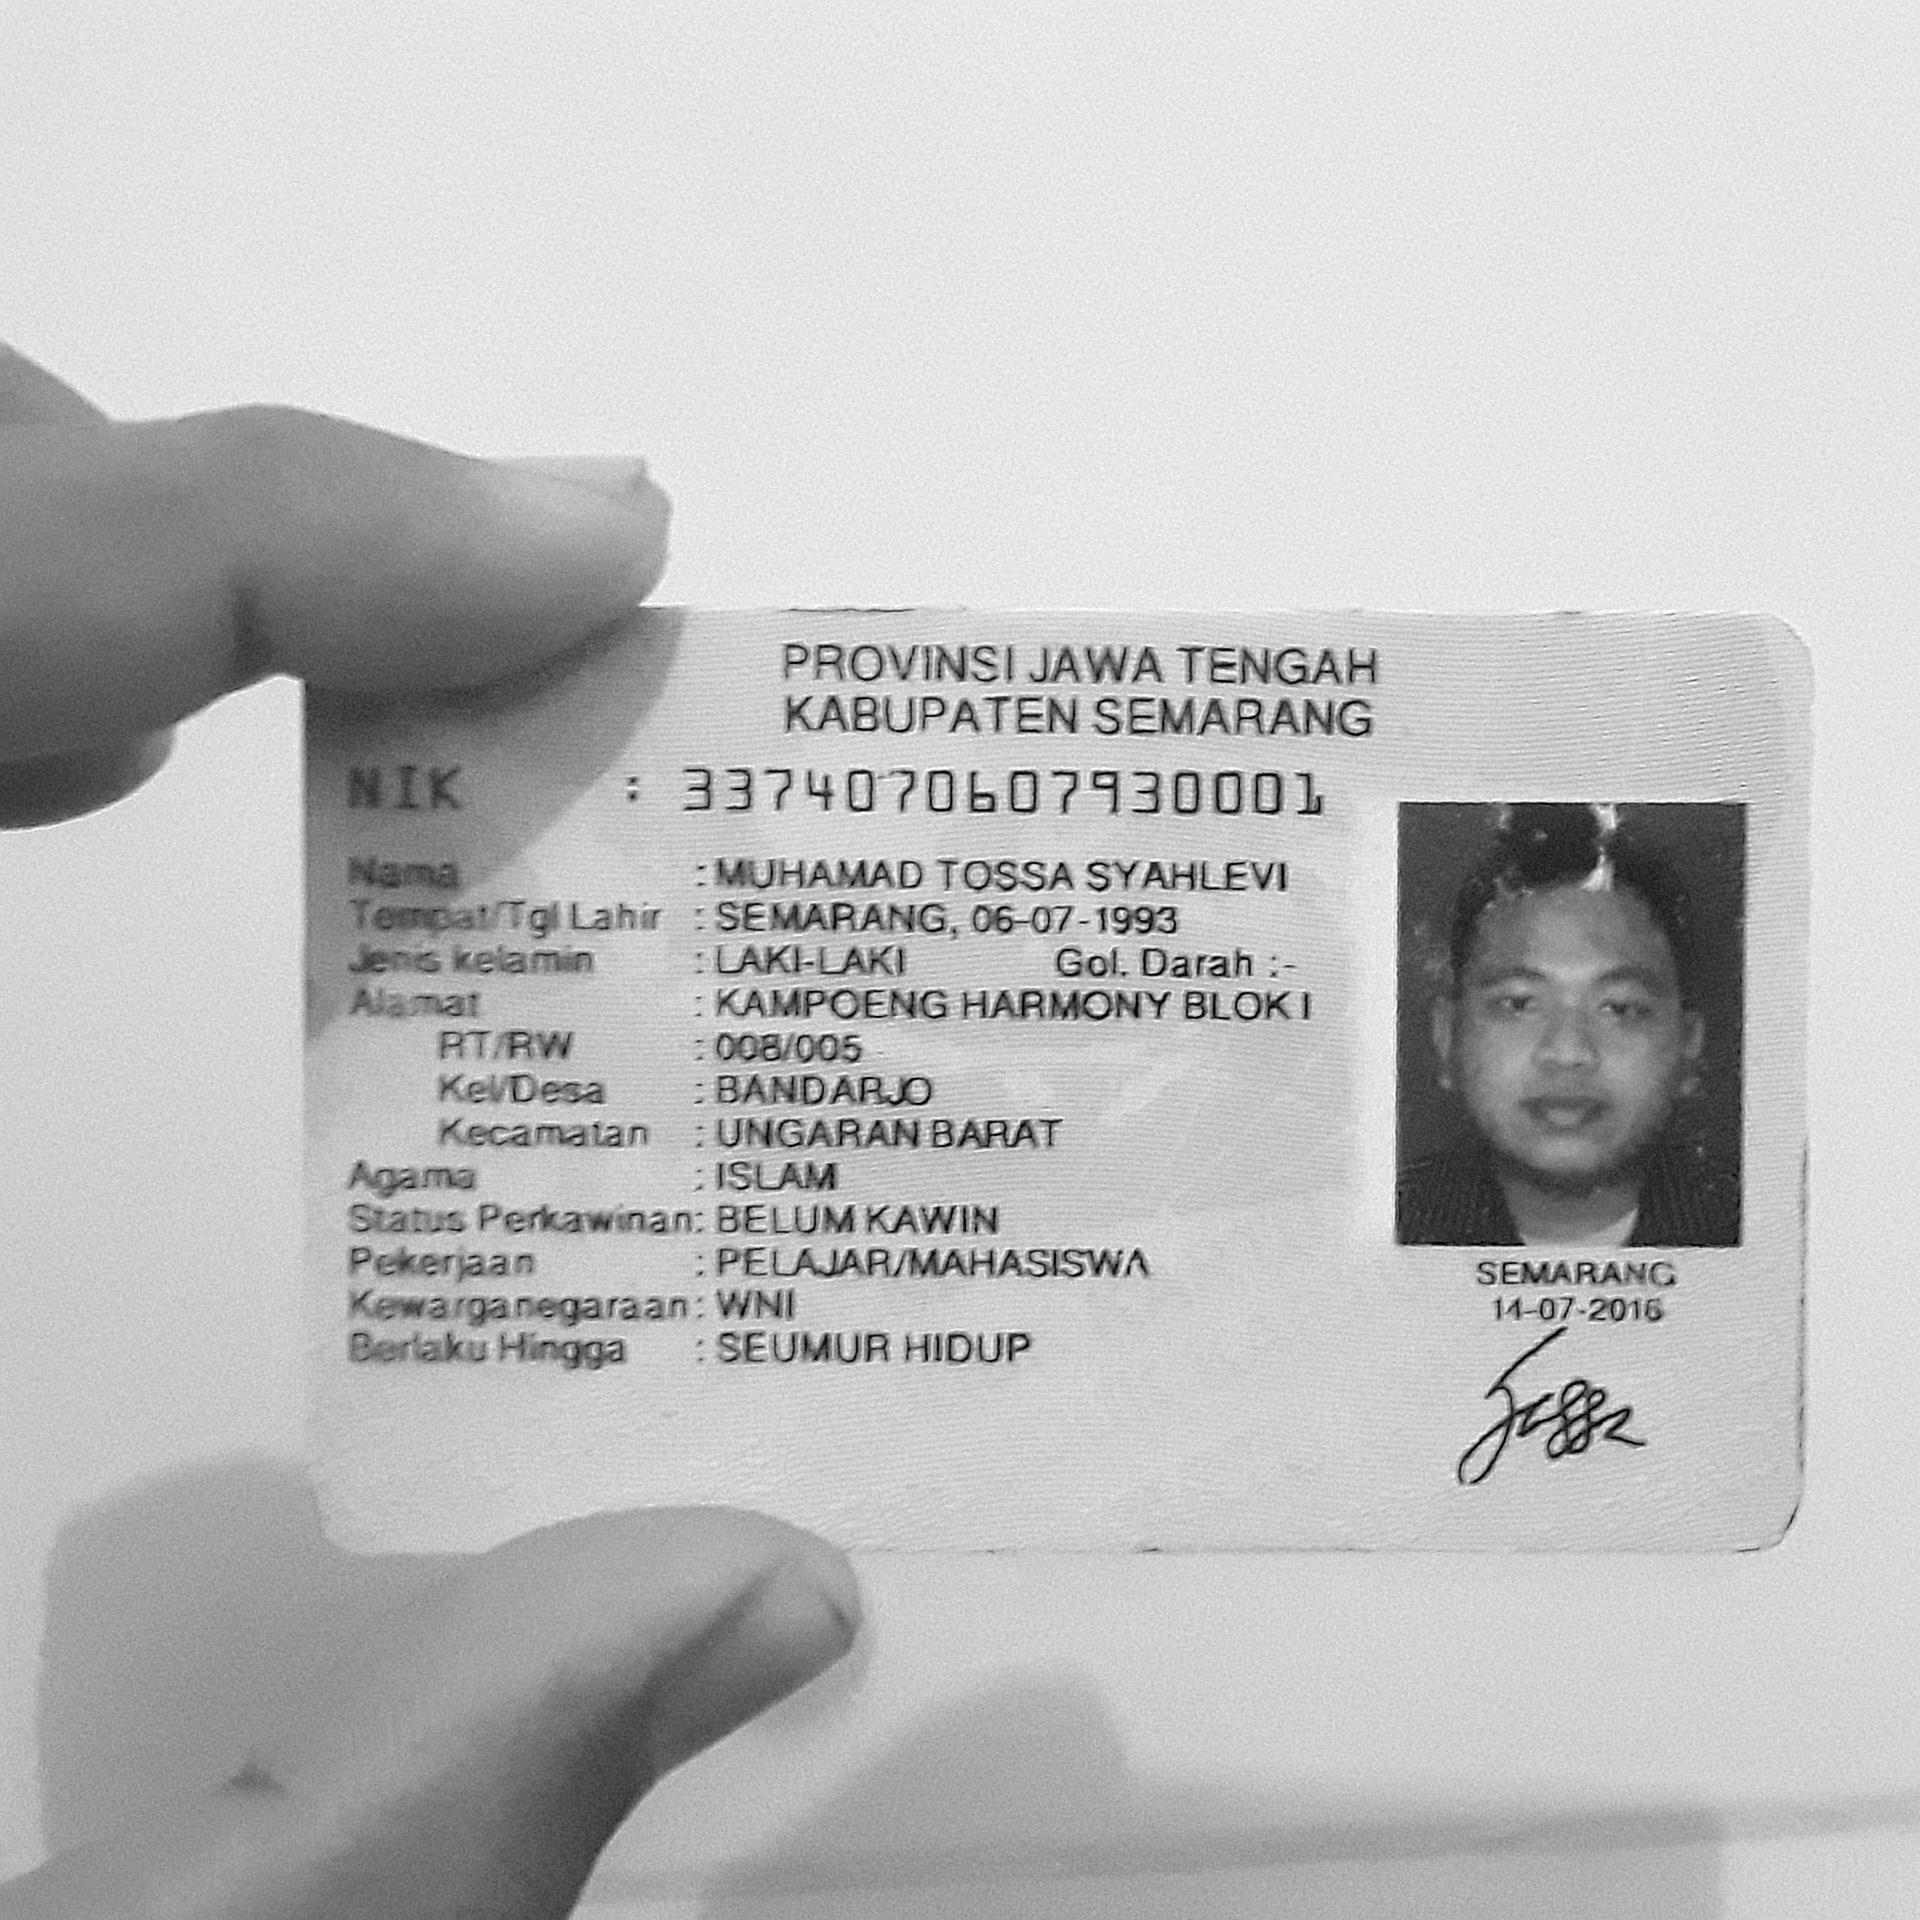 PROVINSI JAWA TENGAH
KABUPATEN SEMARANG
NIK : 3374070607930001
Nama : MUHAMAD TOSSA SYAHLEVI
Tempat/Tgl Lahir : SEMARANG, 06-07-1993
Jenis kelamin : LAKI-LAKI Gol. Darah :-
Alamat : KAMPOENG HARMONY BLOK I
RT/RW : 008/005
Kel/Desa : BANDARJO
Kecamatan : UNGARAN BARAT
Agama : ISLAM
Status Perkawinan: BELUM KAWIN
Pekerjaan : PELAJAR/MAHASISWA
Kewarganegaraan: WNI
Berlaku Hingga : SEUMUR HIDUP
SEMARANG
14-07-2016
Tossa